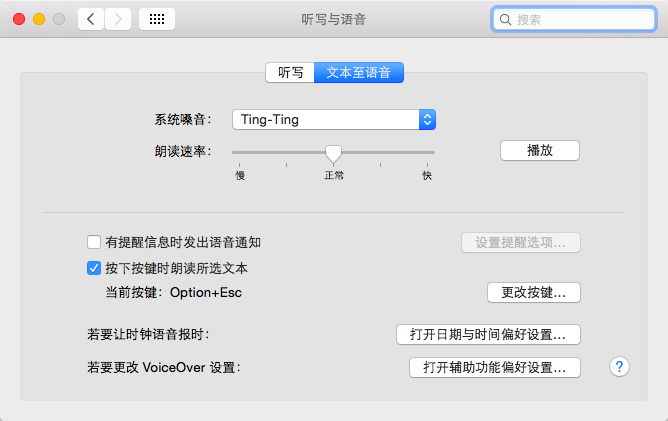 听写与语音
搜索
听写 文本至语音
系统嗓音： Ting-Ting
朗读速率： 播放
慢 正常 快
有提醒信息时发出语音通知 设置提醒选项...
按下按键时朗读所选文本
当前按键：Option+Esc 更改按键...
若要让时钟语音报时： 打开日期与时间偏好设置...
若要更改 VoiceOver 设置： 打开辅助功能偏好设置... ?